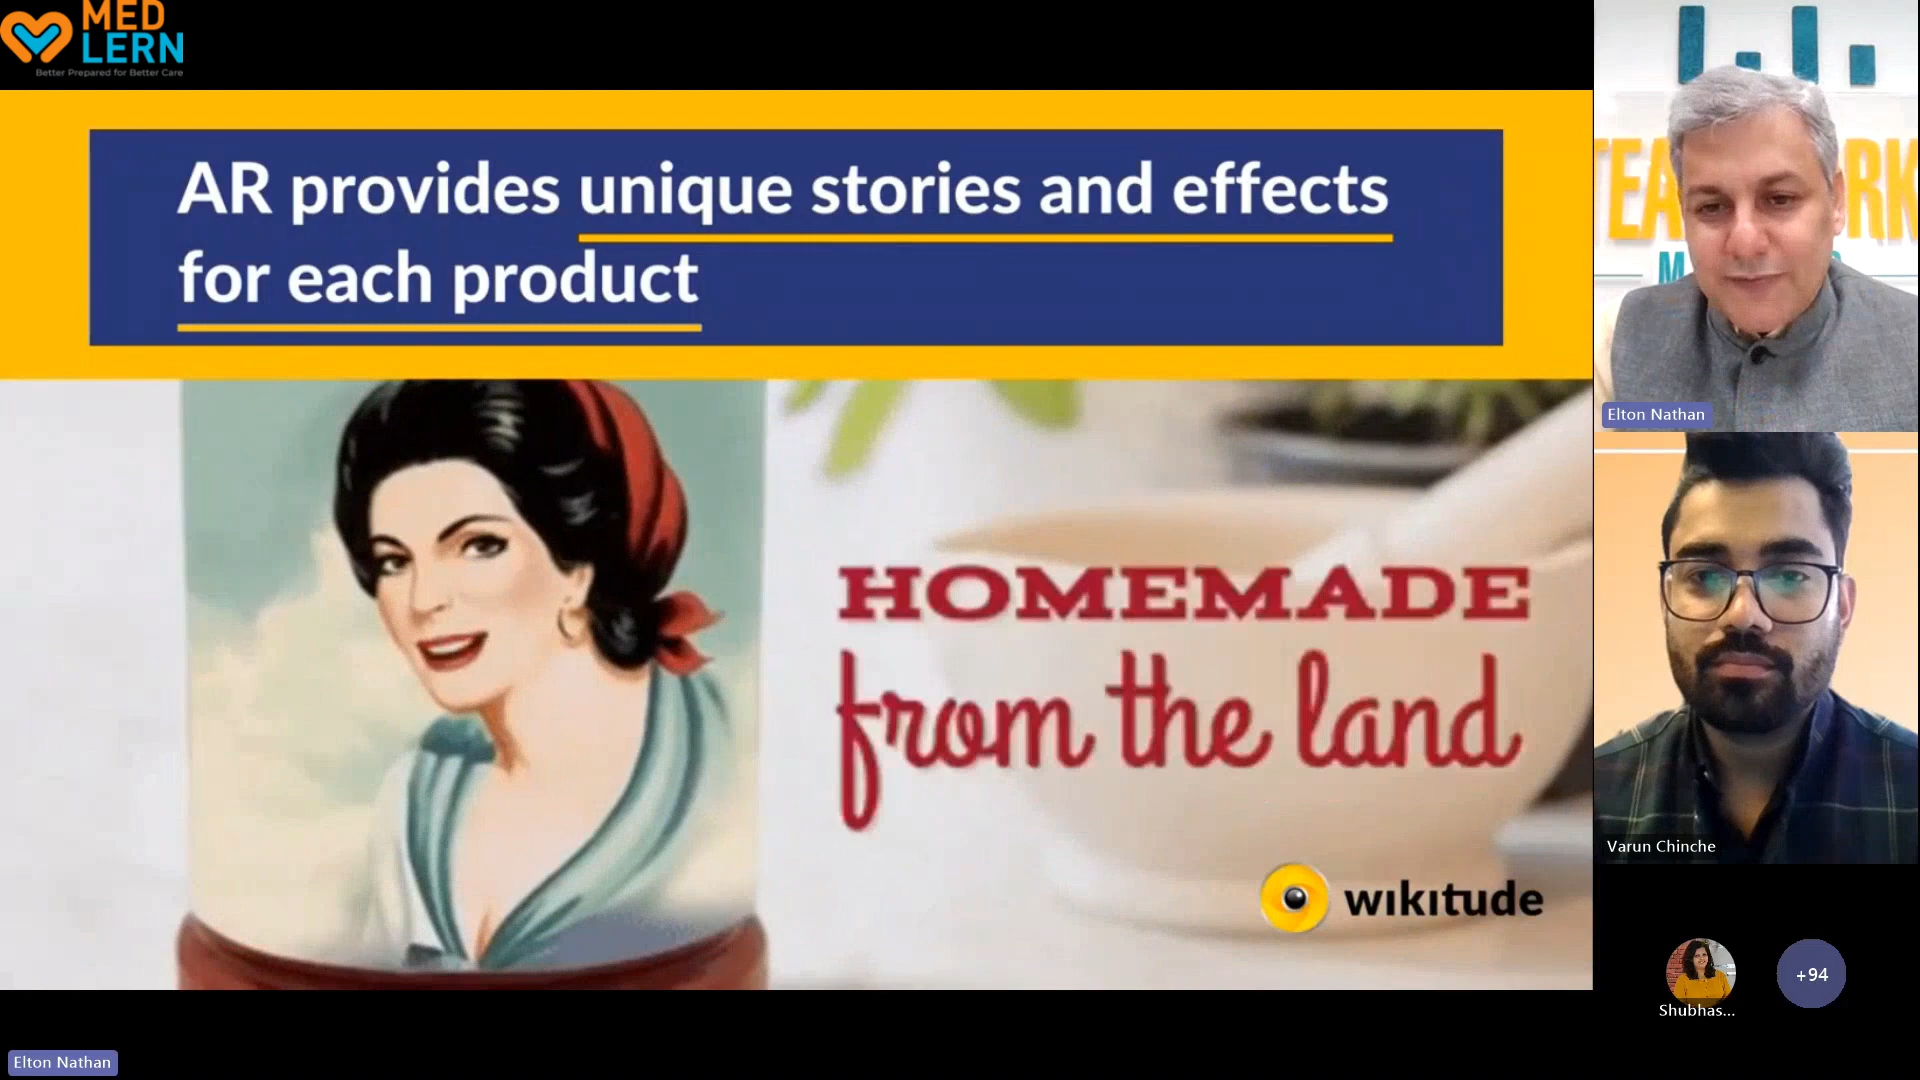 MED
LERN
Better Prepared for Better Care
AR provides unique stories and effects
for each product
HOMEMADE
from the land
wikitude
Elton Nathan
Varun Chinche
Shubhas...
+94
Elton Nathan